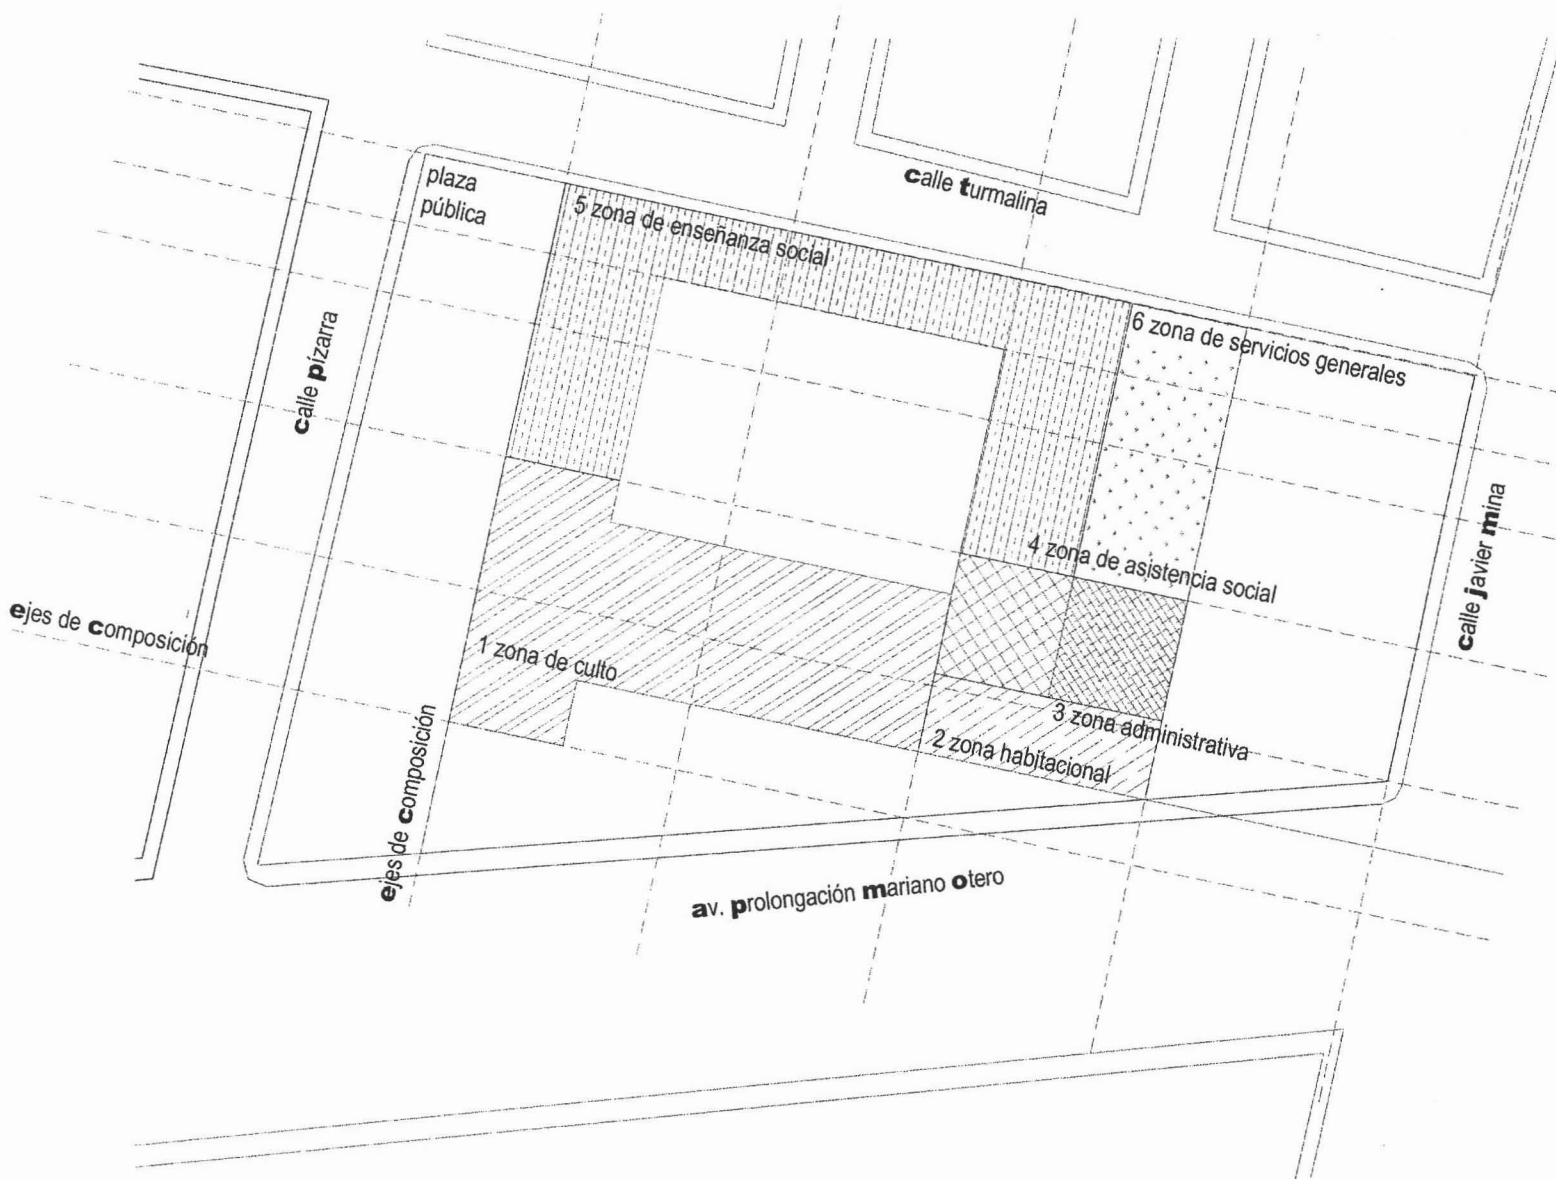 calle turmalina
plaza
pública
5 zona de enseñanza social
6 zona de servicios generales
calle pizarra
4 zona de asistencia social
calle javier mina
ejes de composición
1 zona de culto
3 zona administrativa
2 zona habitacional
ejes de composición
av. prolongación mariano otero